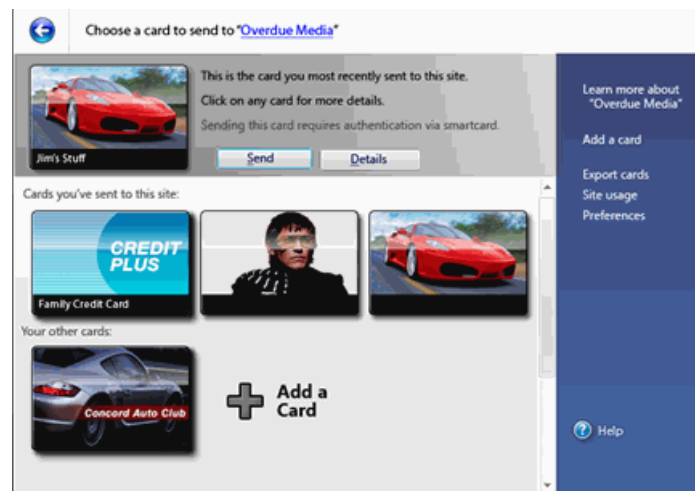 Choose a card to send to "Overdue Media"
This is the card you most recently sent to this site.
Click on any card for more details.
Sending this card requires authentication via smartcard.
Jim's Stuff
Send
Details
Cards you've sent to this site:
CREDIT
PLUS
Family Credit Card
Your other cards:
Concord Auto Club
Add a
Card
Learn more about
"Overdue Media"
Add a card
Export cards
Site usage
Preferences
Help